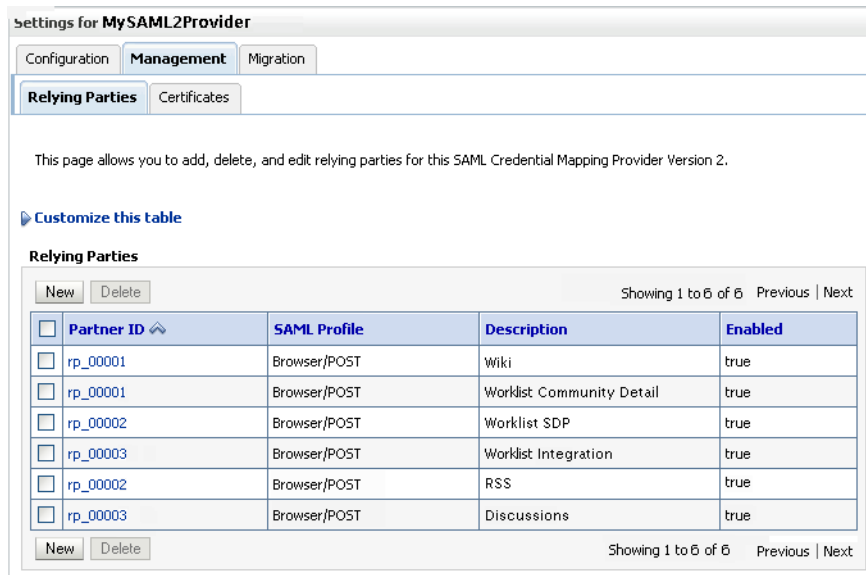 Settings for MySAML2Provider
Configuration Management Migration
Relying Parties Certificates
This page allows you to add, delete, and edit relying parties for this SAML Credential Mapping Provider Version 2.
Customize this table
Relying Parties
New Delete Showing 1 to 6 of 6 Previous | Next
Partner ID SAML Profile Description Enabled
rp_00001 Browser/POST Wiki true
rp_00001 Browser/POST Worklist Community Detail true
rp_00002 Browser/POST Worklist SDP true
rp_00003 Browser/POST Worklist Integration true
rp_00002 Browser/POST RSS true
rp_00003 Browser/POST Discussions true
New Delete Showing 1 to 6 of 6 Previous | Next